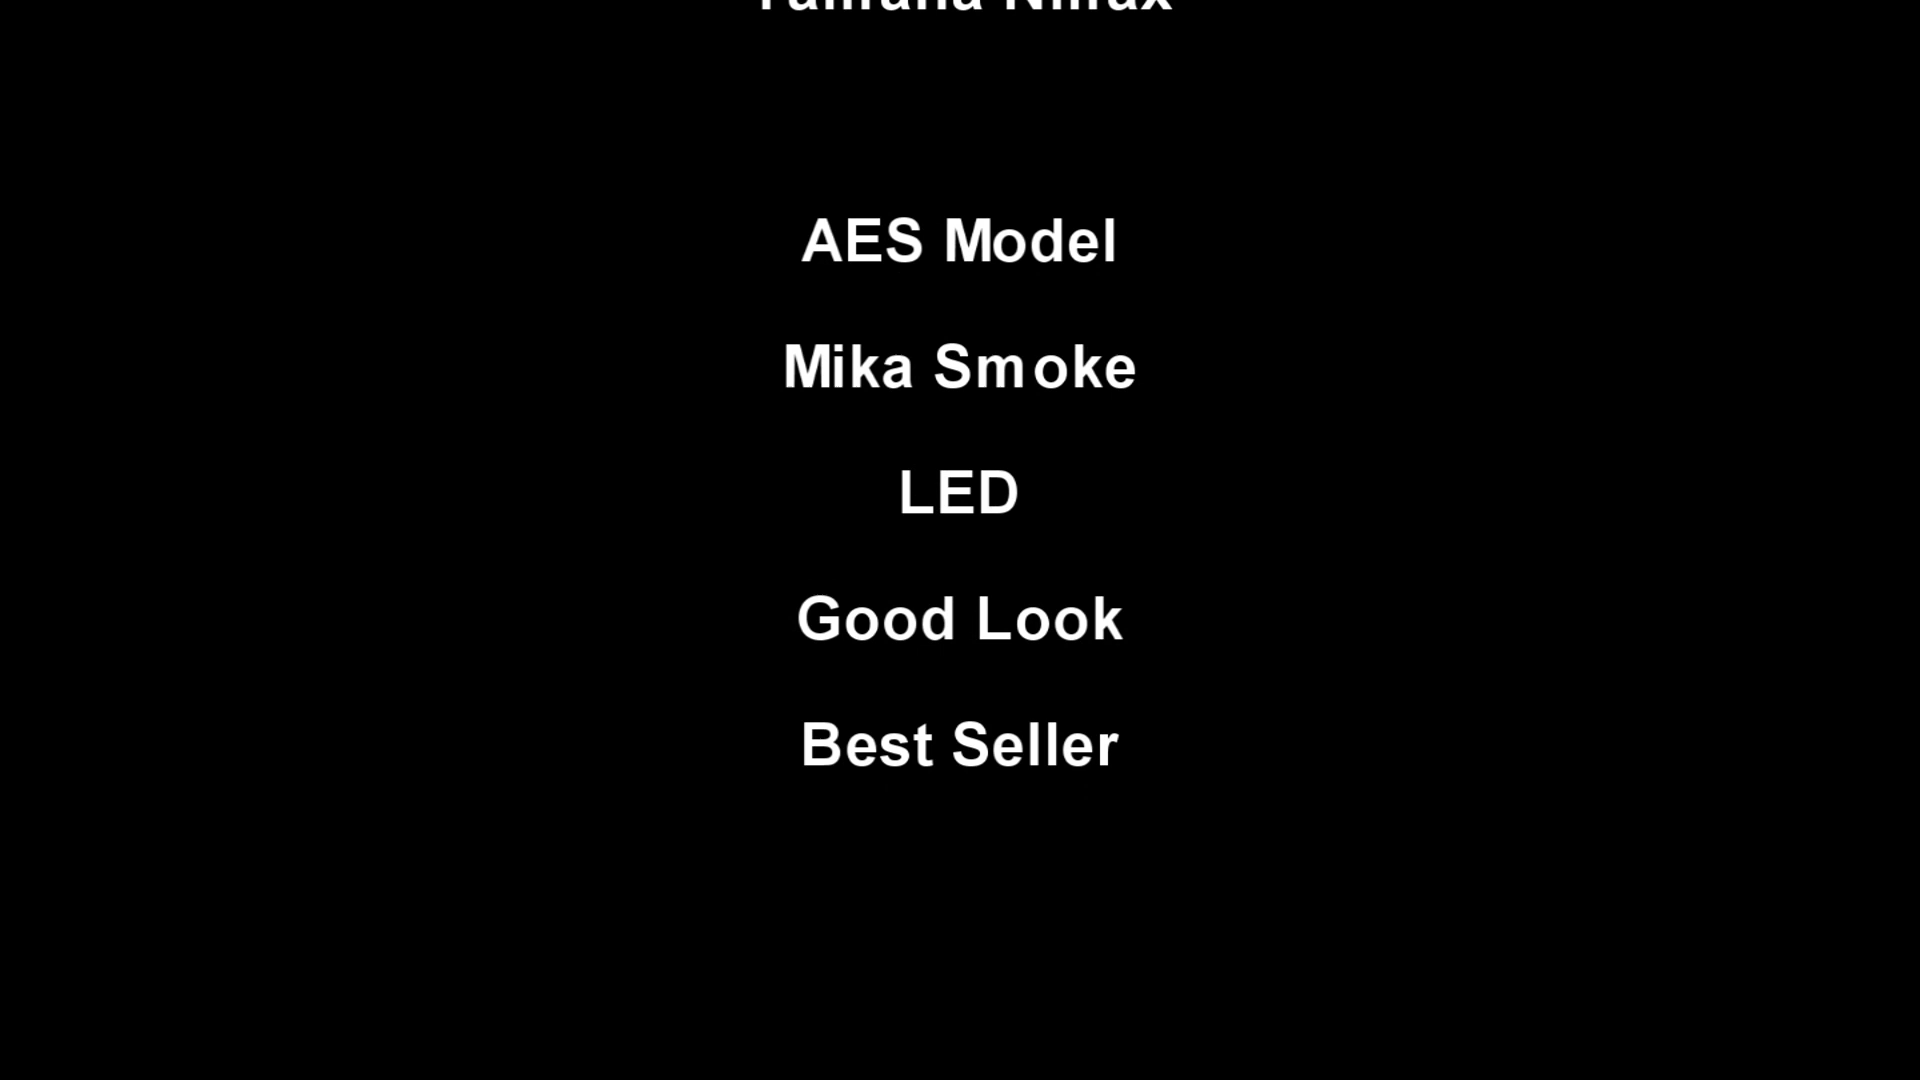 AES Model
Mika Smoke
LED
Good Look
Best Seller